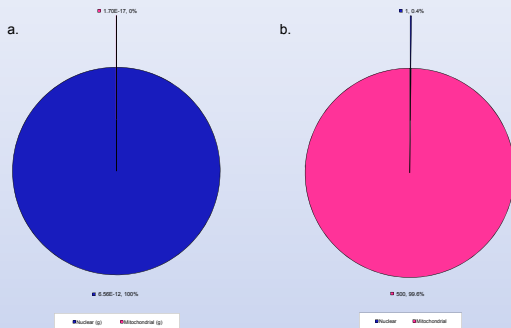 1.70E-17, 0%
a.
6.56E-12, 100%
Nuclear (g) Mitochondrial (g)
1, 0.4%
b.
500, 99.6%
Nuclear Mitochondrial